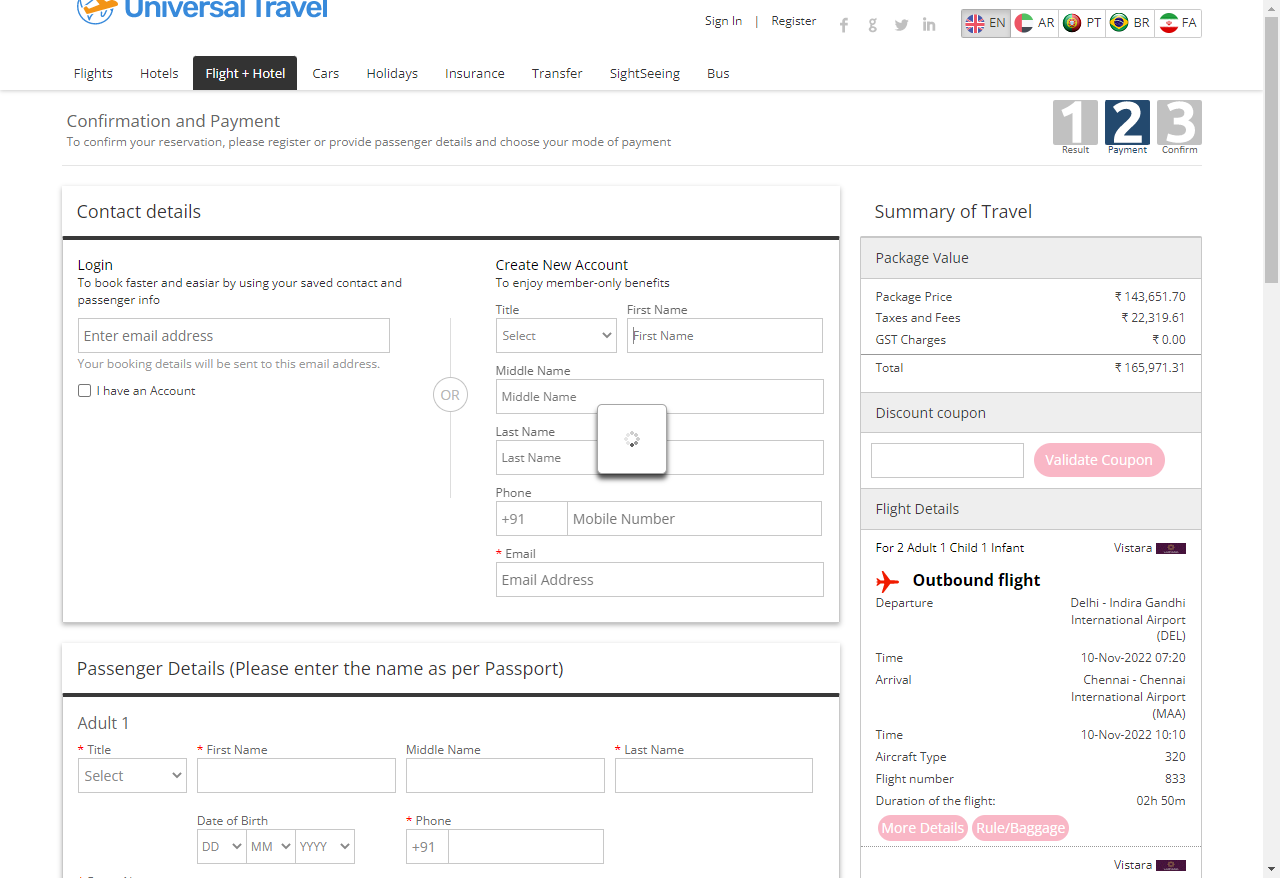 Universal Travel
Sign In | Register
EN AR PT BR FA
Flights Hotels Flight + Hotel Cars Holidays Insurance Transfer SightSeeing Bus
Confirmation and Payment
To confirm your reservation, please register or provide passenger details and choose your mode of payment
1 2 3
Result Payment Confirm
Contact details
Login
To book faster and easiar by using your saved contact and
passenger info
Enter email address
Your booking details will be sent to this email address.
I have an Account
OR
Create New Account
To enjoy member-only benefits
Title First Name
Select First Name
Middle Name
Middle Name
Last Name
Last Name
Phone
+91 Mobile Number
* Email
Email Address
Passenger Details (Please enter the name as per Passport)
Adult 1
* Title * First Name Middle Name * Last Name
Select
Date of Birth * Phone
DD MM YYYY +91
Summary of Travel
Package Value
Package Price ₹ 143,651.70
Taxes and Fees ₹ 22,319.61
GST Charges ₹ 0.00
Total ₹ 165,971.31
Discount coupon
Validate Coupon
Flight Details
For 2 Adult 1 Child 1 Infant Vistara
Outbound flight
Departure Delhi - Indira Gandhi
International Airport
(DEL)
Time 10-Nov-2022 07:20
Arrival Chennai - Chennai
International Airport
(MAA)
Time 10-Nov-2022 10:10
Aircraft Type 320
Flight number 833
Duration of the flight: 02h 50m
More Details Rule/Baggage
Vistara